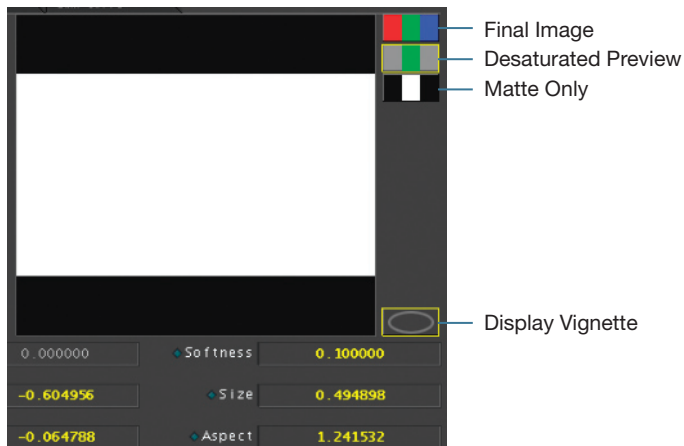 Final Image
Desaturated Preview
Matte Only
Display Vignette
0.000000 Softness 0.100000
-0.604956 Size 0.494898
-0.064788 Aspect 1.241532